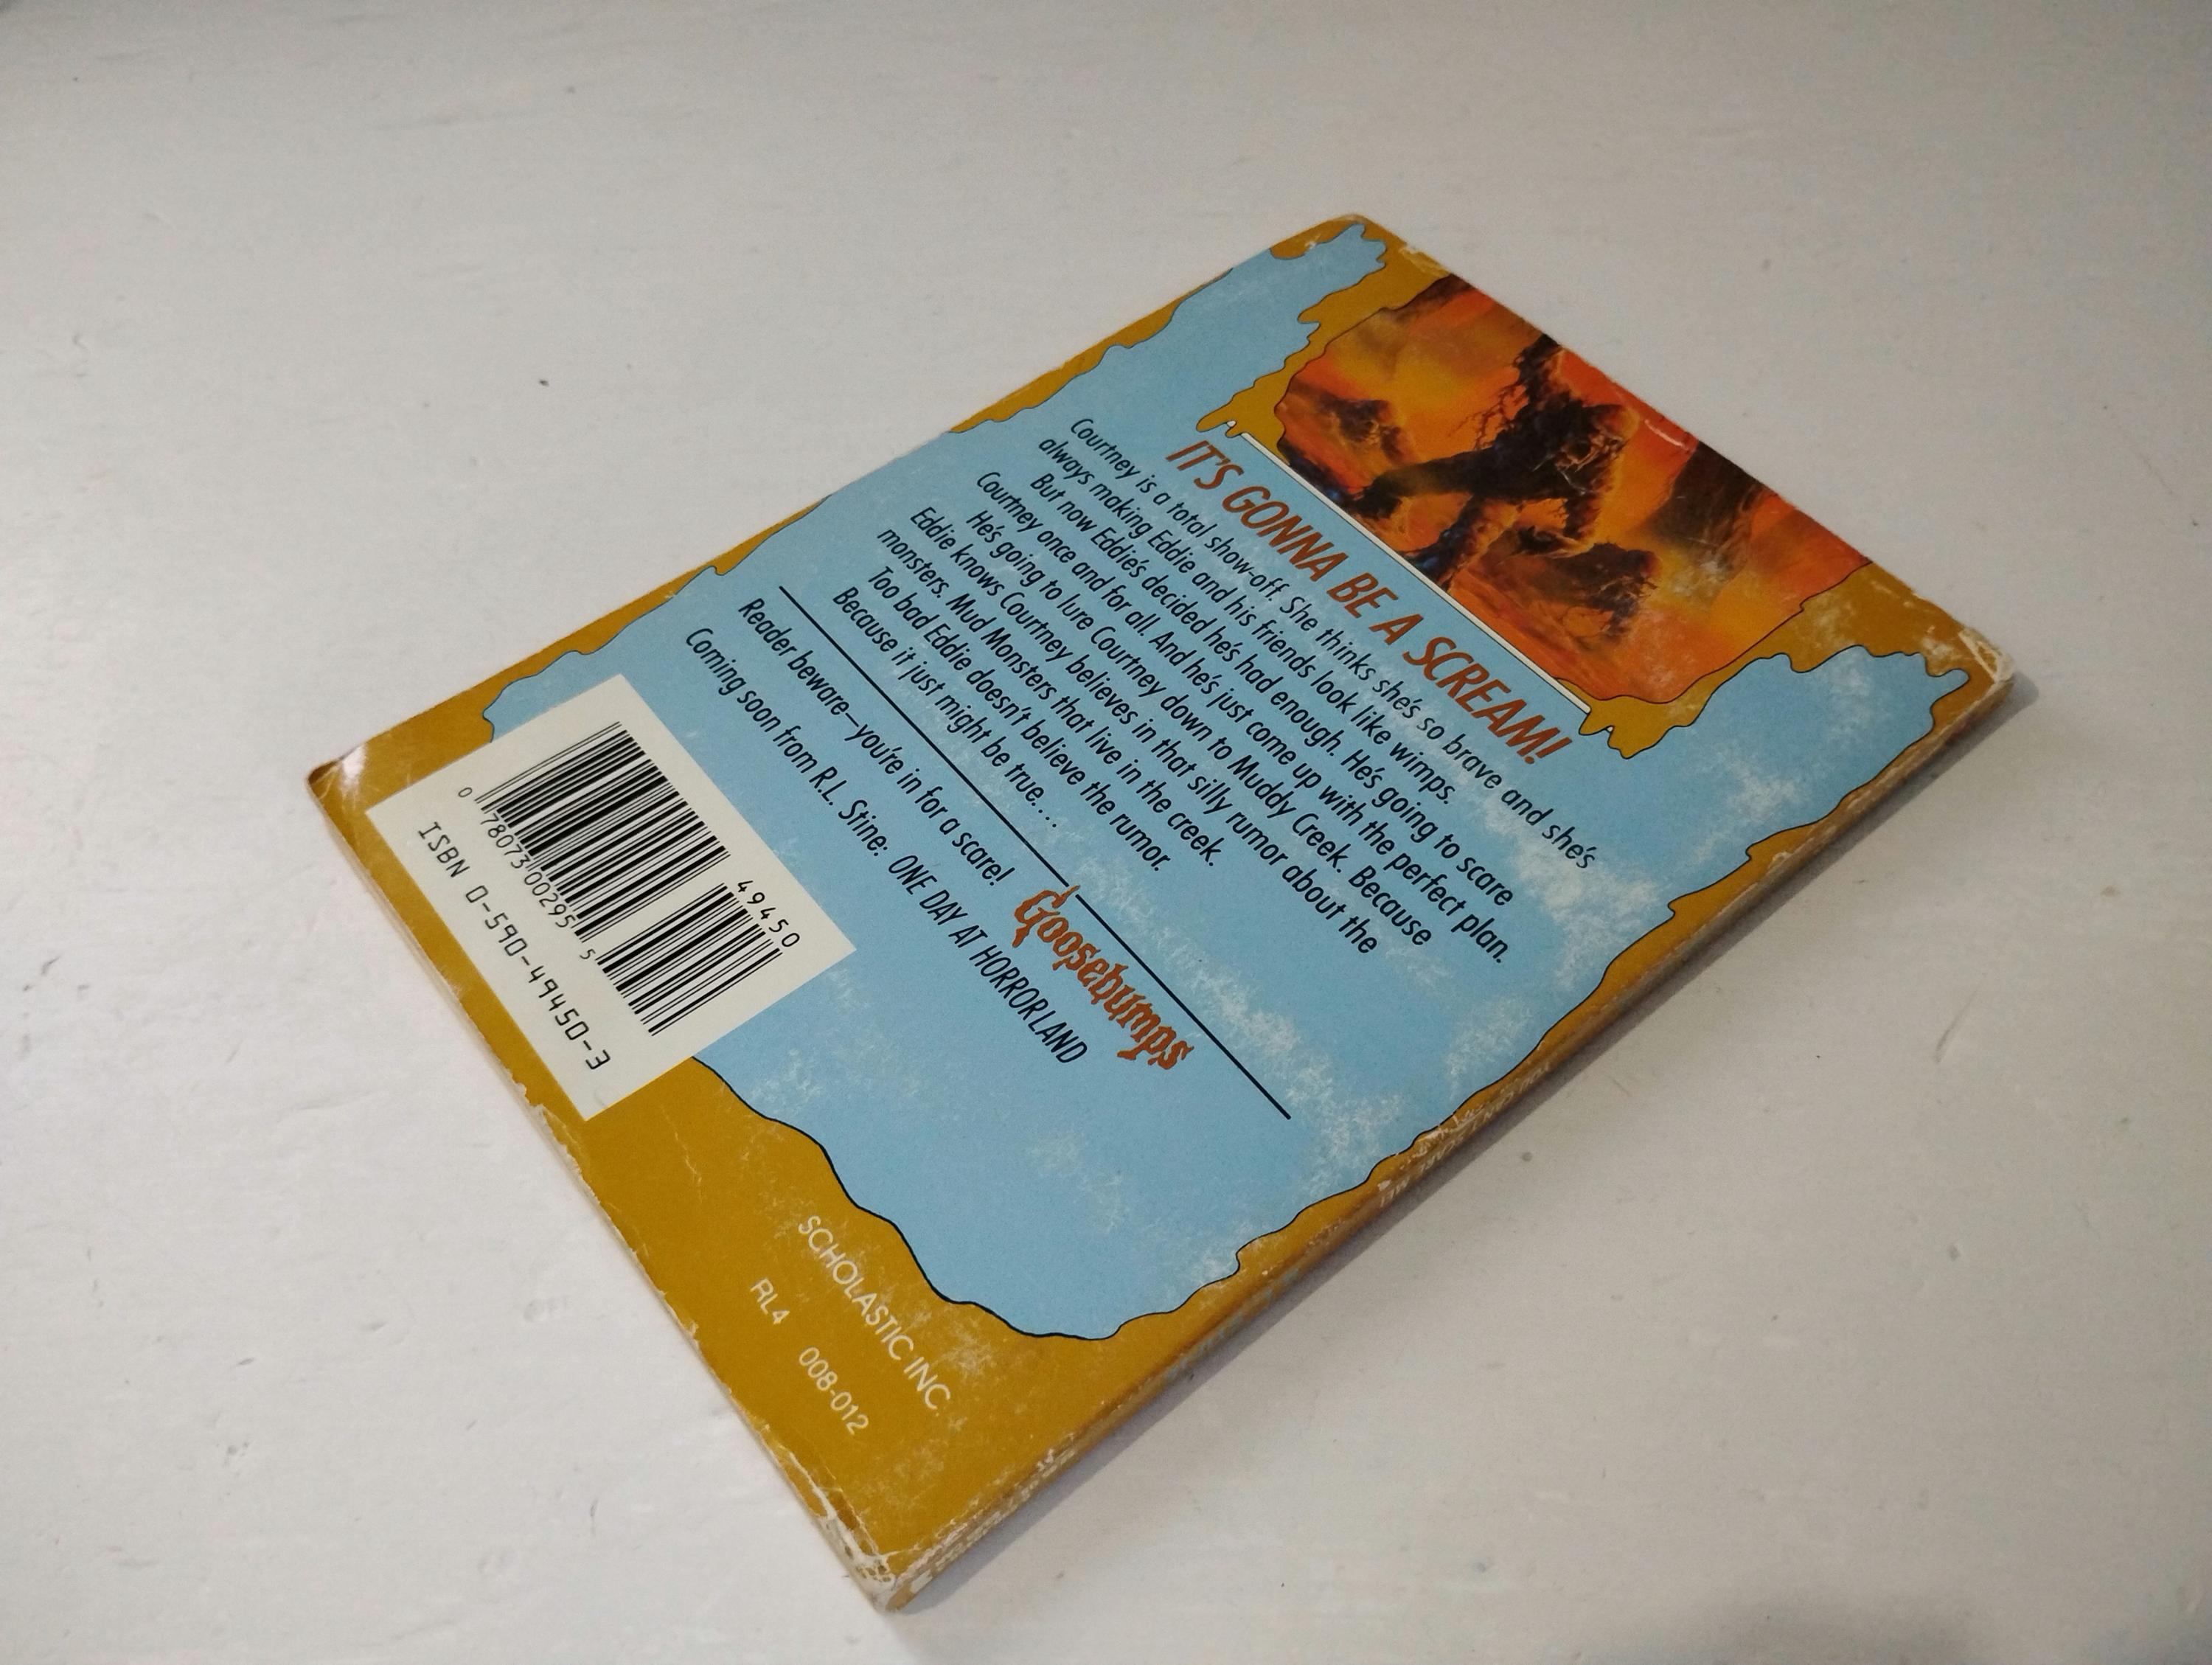 IT'S GONNA BE A SCREAM!
Courtney is a total show-off. She thinks she's so brave and she's
always making Eddie and his friends look like wimps.
But now Eddie's decided he's had enough. He's going to scare
Courtney once and for all. And he's just come up with the perfect plan.
He's going to lure Courtney down to Muddy Creek. Because
Eddie knows Courtney believes in that silly rumor about the
monsters. Mud Monsters that live in the creek.
Too bad Eddie doesn't believe the rumor.
Because it just might be true...
Goosebumps
Reader beware—you're in for a scare!
Coming soon from R.L. Stine: ONE DAY AT HORRORLAND
49450
0 78073 00295 5
ISBN 0-590-49450-3
SCHOLASTIC INC.
RL4 008-012